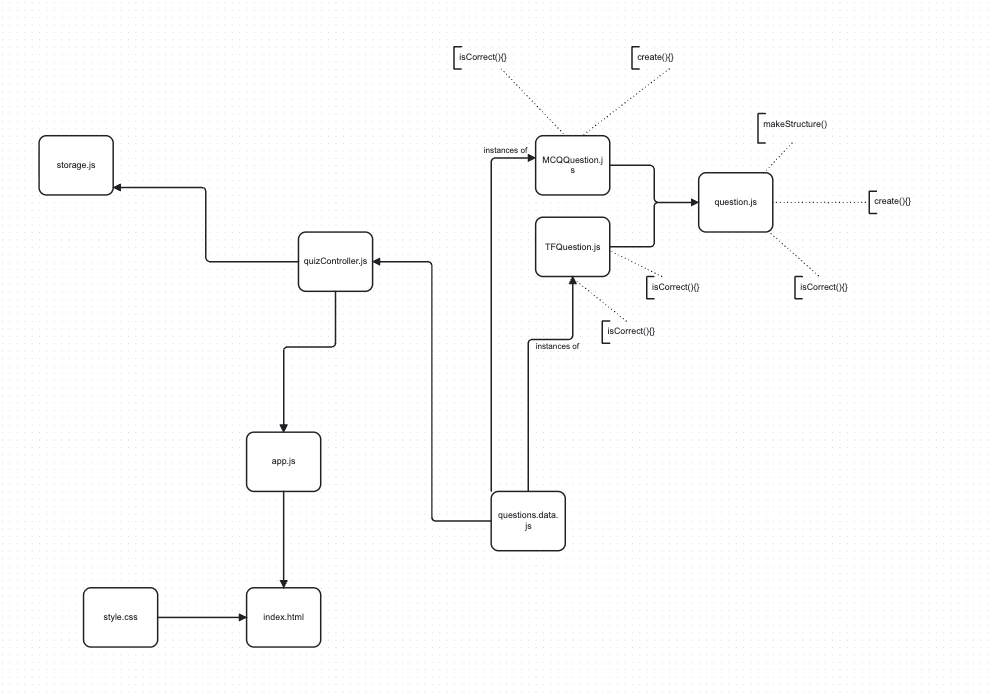 isCorrect(){}
create(){}
makeStructure()
instances of
MCQQuestion.j
s
storage.js
question.js
create(){}
TFQuestion.js
quizController.js
isCorrect(){}
isCorrect(){}
isCorrect(){}
instances of
app.js
questions.data.
js
style.css
index.html